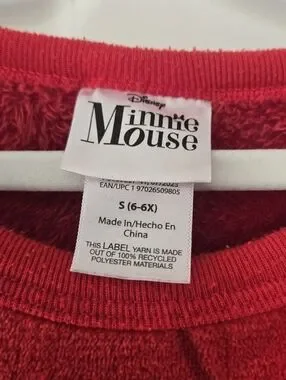 Disney
Minnie
Mouse
EAN/UPC 1 97026509805
S (6-6X)
Made In/Hecho En
China
THIS LABEL YARN IS MADE
OUT OF 100% RECYCLED
POLYESTER MATERIALS